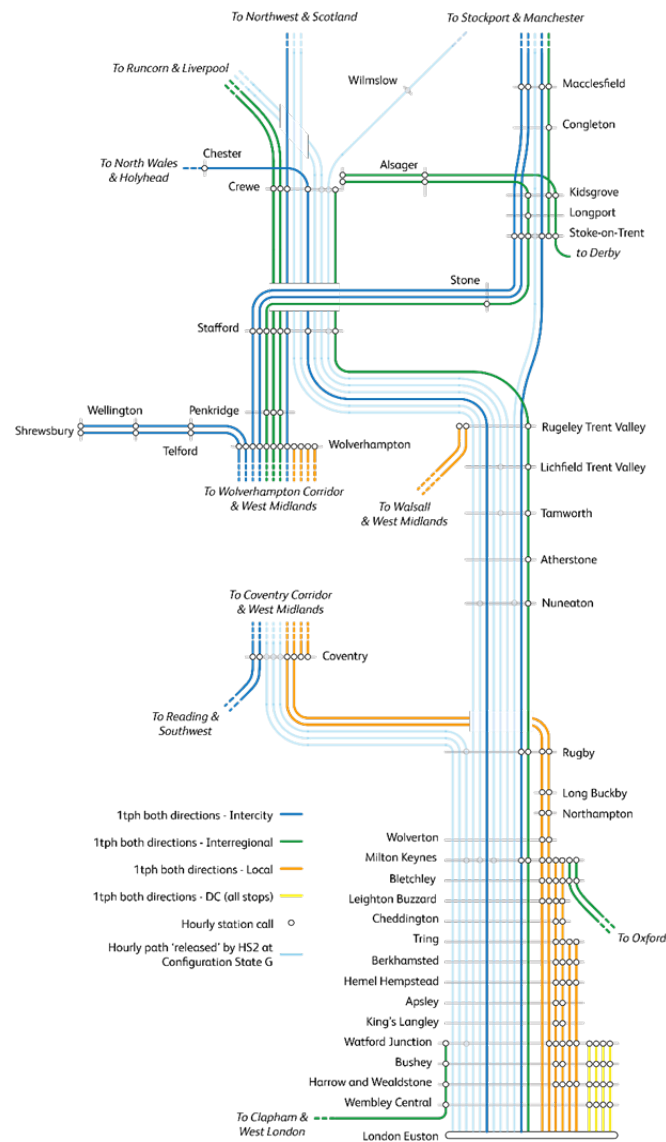 To Northwest & Scotland
To Stockport & Manchester
To Runcorn & Liverpool
Wilmslow
Macclesfield
Congleton
To North Wales
& Holyhead
Chester
Alsager
Crewe
Kidsgrove
Longport
Stoke-on-Trent
to Derby
Stone
Stafford
Wellington
Penkridge
Shrewsbury
Rugeley Trent Valley
Telford
Wolverhampton
Lichfield Trent Valley
To Wolverhampton Corridor
& West Midlands
To Walsall
& West Midlands
Tamworth
Atherstone
To Coventry Corridor
& West Midlands
Nuneaton
Coventry
To Reading &
Southwest
Rugby
Long Buckby
Northampton
1tph both directions - Intercity
1tph both directions - Interregional
1tph both directions - Local
1tph both directions - DC (all stops)
Hourly station call
Hourly path ‘released’ by HS2 at
Configuration State G
Wolverton
Milton Keynes
Bletchley
Leighton Buzzard
Cheddington
Tring
To Oxford
Berkhamsted
Hemel Hempstead
Apsley
King's Langley
Watford Junction
Bushey
Harrow and Wealdstone
Wembley Central
To Clapham &
West London
London Euston